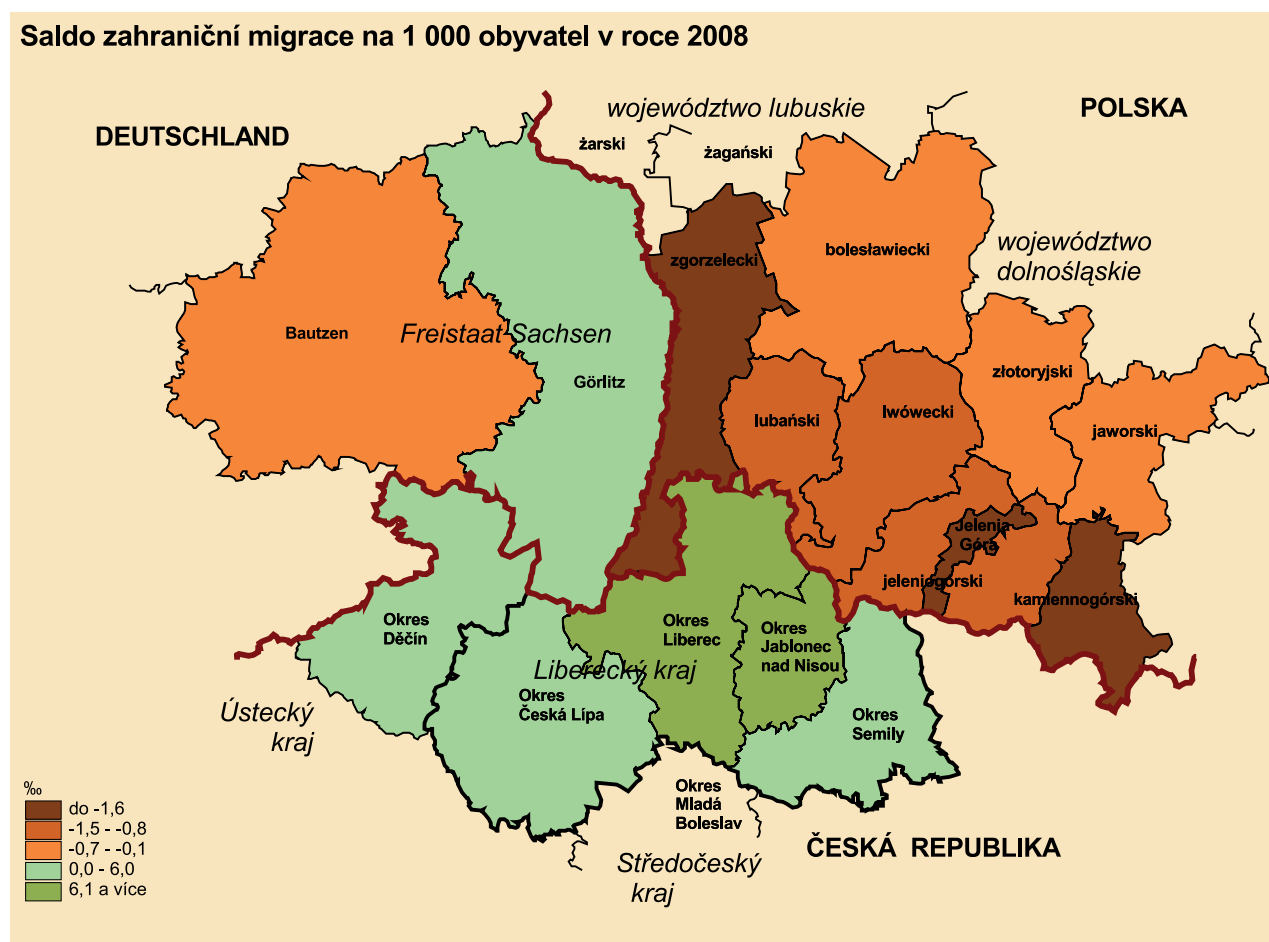 Saldo zahraniční migrace na 1 000 obyvatel v roce 2008
województwo lubuskie
POLSKA
DEUTSCHLAND
żarski
żagański
bolesławiecki
województwo
dolnośląskie
zgorzelecki
Bautzen
Freistaat Sachsen
Görlitz
złotoryjski
lubański
lwówecki
jaworski
Jelenia
Góra
jeleniogórski
kamiennogórski
Okres
Děčín
Okres
Liberec
Okres
Jablonec
nad Nisou
Liberecký kraj
Okres
Česká Lípa
Ústecký
kraj
Okres
Semily
Okres
Mladá
Boleslav
ČESKÁ REPUBLIKA
Středočeský
kraj
‰
do -1,6
-1,5 - -0,8
-0,7 - -0,1
0,0 - 6,0
6,1 a více